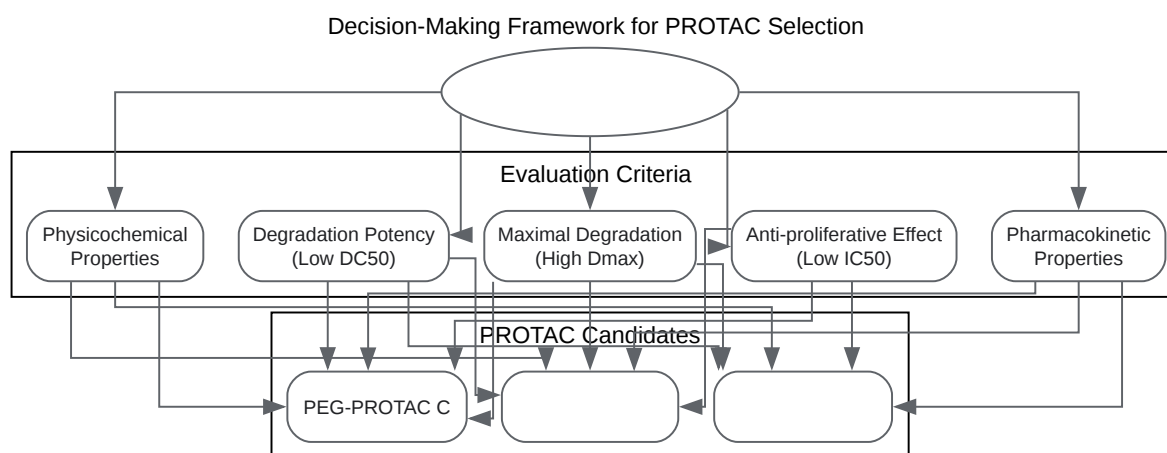 Decision-Making Framework for PROTAC Selection
Evaluation Criteria
Physicochemical
Properties
Degradation Potency
(Low DC50)
Maximal Degradation
(High Dmax)
Anti-proliferative Effect
(Low IC50)
Pharmacokinetic
Properties
PROTAC Candidates
PEG-PROTAC C